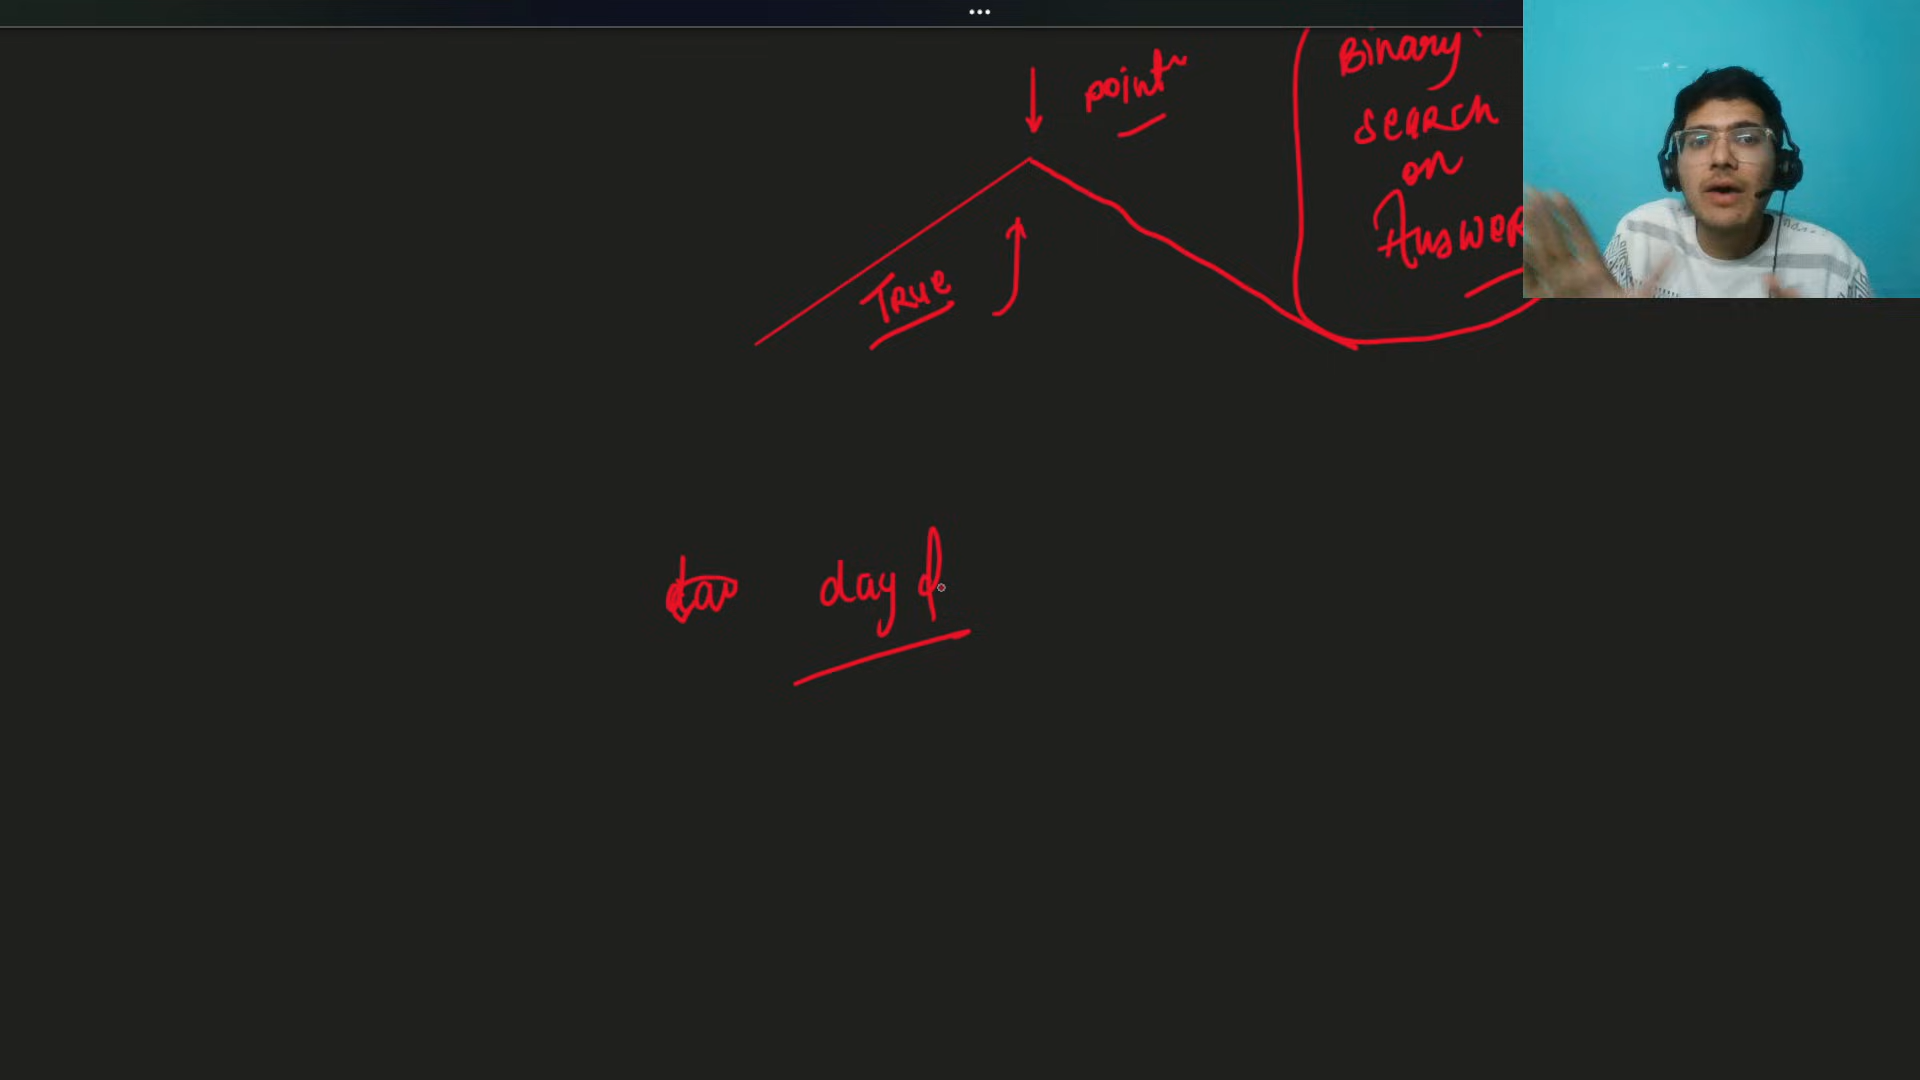 point
Binary
search
on
Answer
True
day d